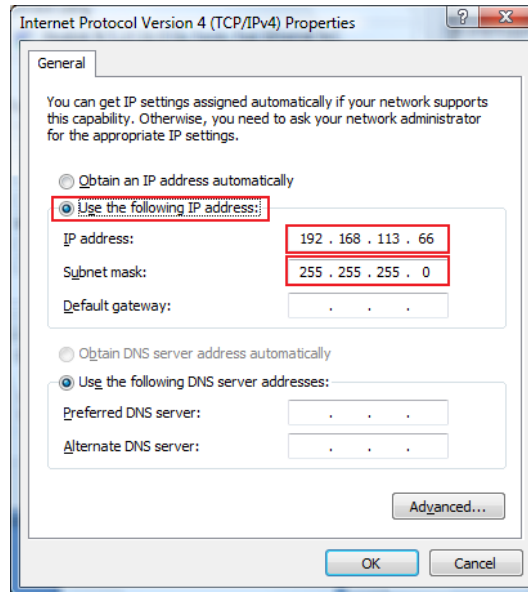 Internet Protocol Version 4 (TCP/IPv4) Properties
General
You can get IP settings assigned automatically if your network supports
this capability. Otherwise, you need to ask your network administrator
for the appropriate IP settings.
Obtain an IP address automatically
Use the following IP address:
IP address: 192 . 168 . 113 . 66
Subnet mask: 255 . 255 . 255 . 0
Default gateway: . . .
Obtain DNS server address automatically
Use the following DNS server addresses:
Preferred DNS server: . . .
Alternate DNS server: . . .
Advanced...
OK Cancel